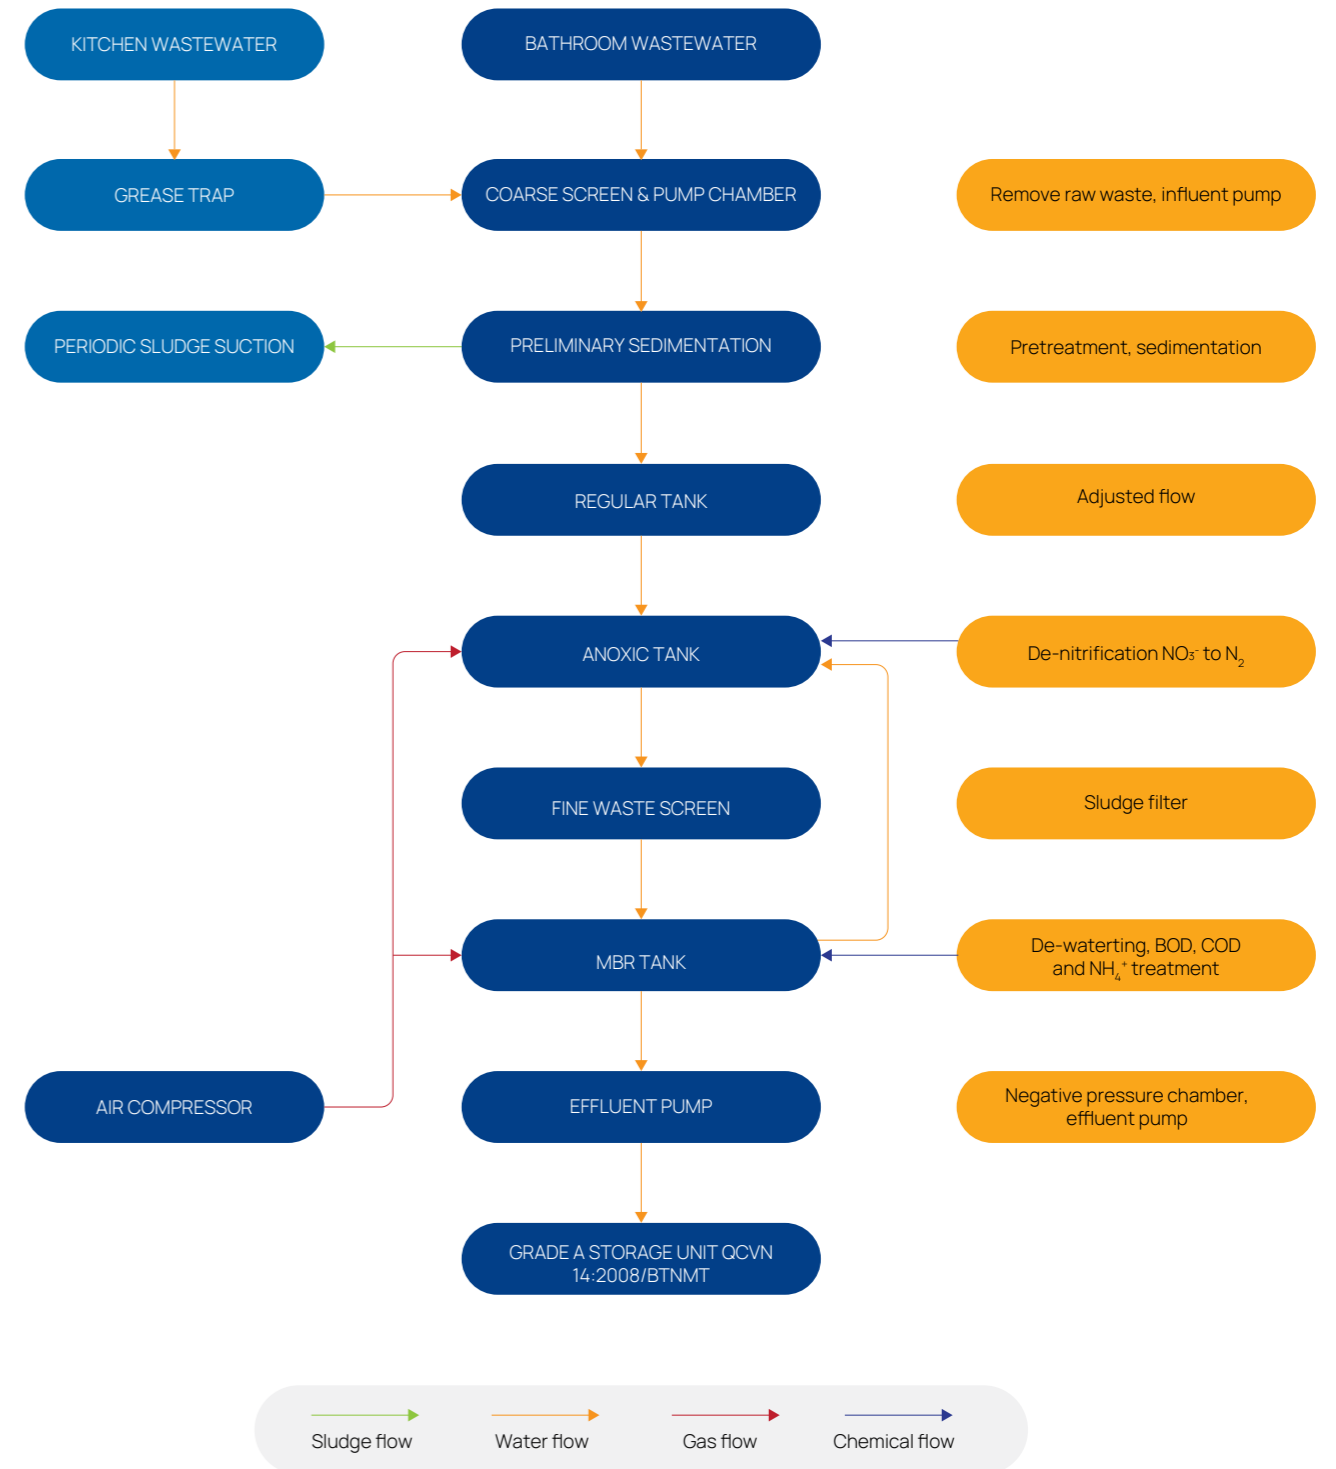 KITCHEN WASTEWATER
BATHROOM WASTEWATER
GREASE TRAP
COARSE SCREEN & PUMP CHAMBER
Remove raw waste, influent pump
PERIODIC SLUDGE SUCTION
PRELIMINARY SEDIMENTATION
Pretreatment, sedimentation
REGULAR TANK
Adjusted flow
ANOXIC TANK
De-nitrification NO₃⁻ to N₂
FINE WASTE SCREEN
Sludge filter
MBR TANK
De-waterting, BOD, COD
and NH₄⁺ treatment
AIR COMPRESSOR
EFFLUENT PUMP
Negative pressure chamber,
effluent pump
GRADE A STORAGE UNIT QCVN
14:2008/BTNMT
Sludge flow
Water flow
Gas flow
Chemical flow